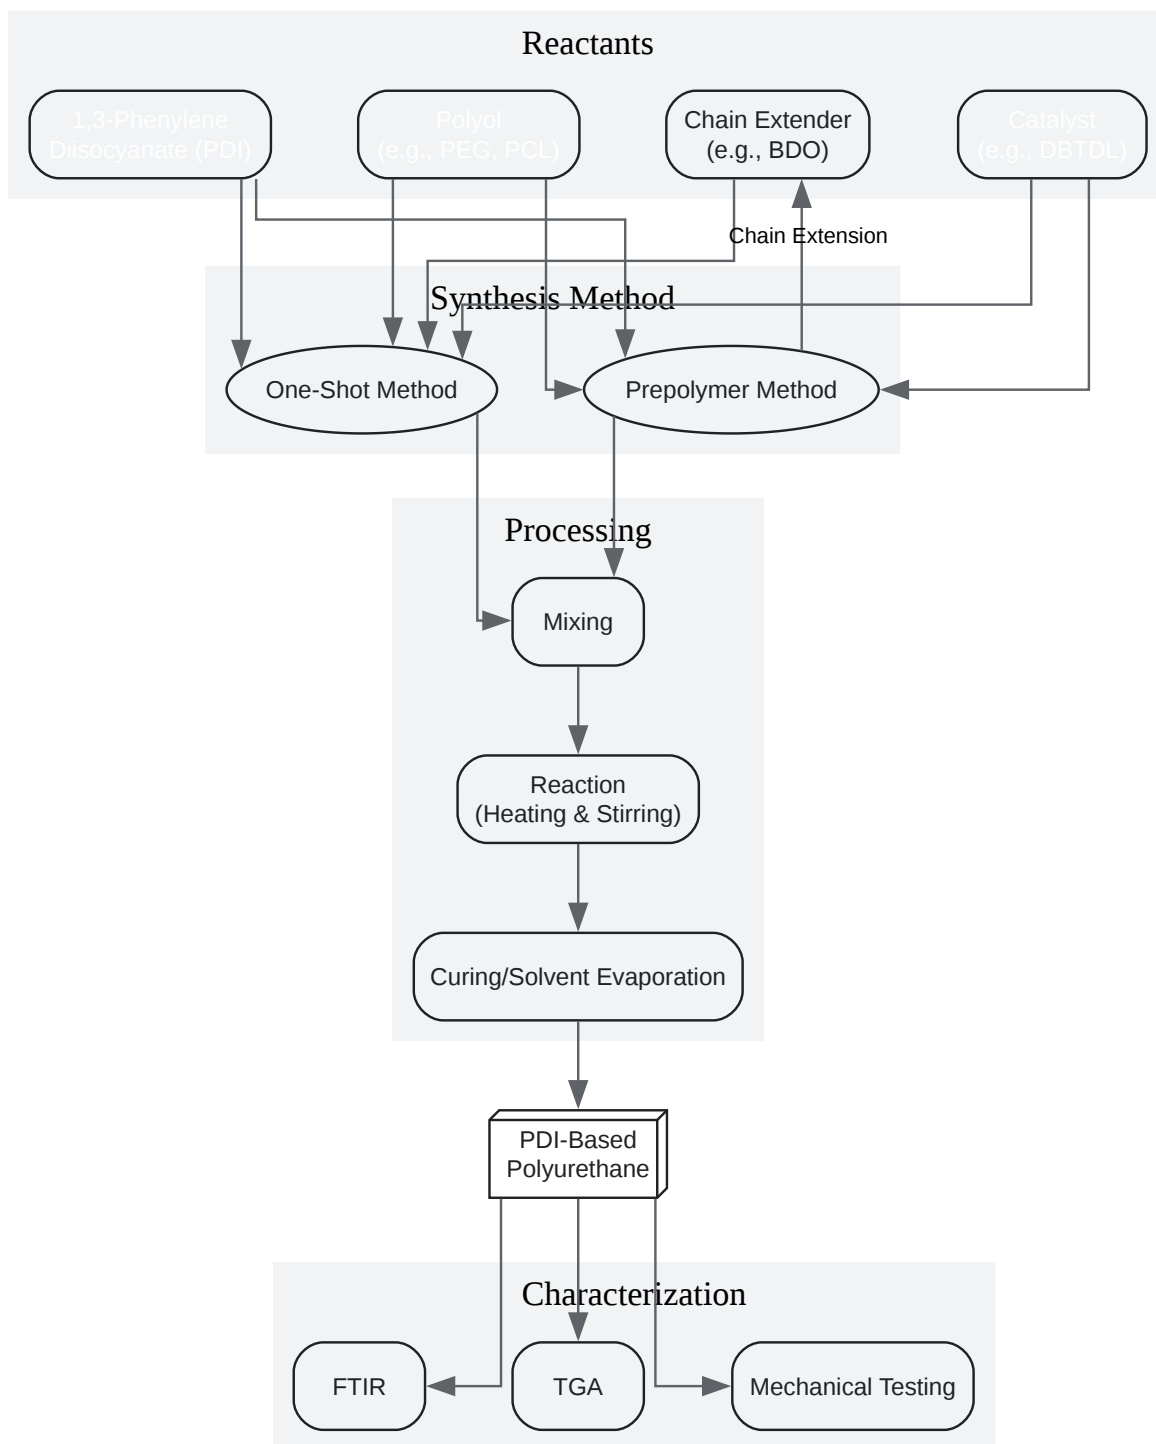 Reactants
1,3-Phenylene
Diisocyanate (PDI)
Polyol
(e.g., PEG, PCL)
Chain Extender
(e.g., BDO)
Catalyst
(e.g., DBTDL)
Chain Extension
Synthesis Method
One-Shot Method
Prepolymer Method
Processing
Mixing
Reaction
(Heating & Stirring)
Curing/Solvent Evaporation
PDI-Based
Polyurethane
Characterization
FTIR
TGA
Mechanical Testing